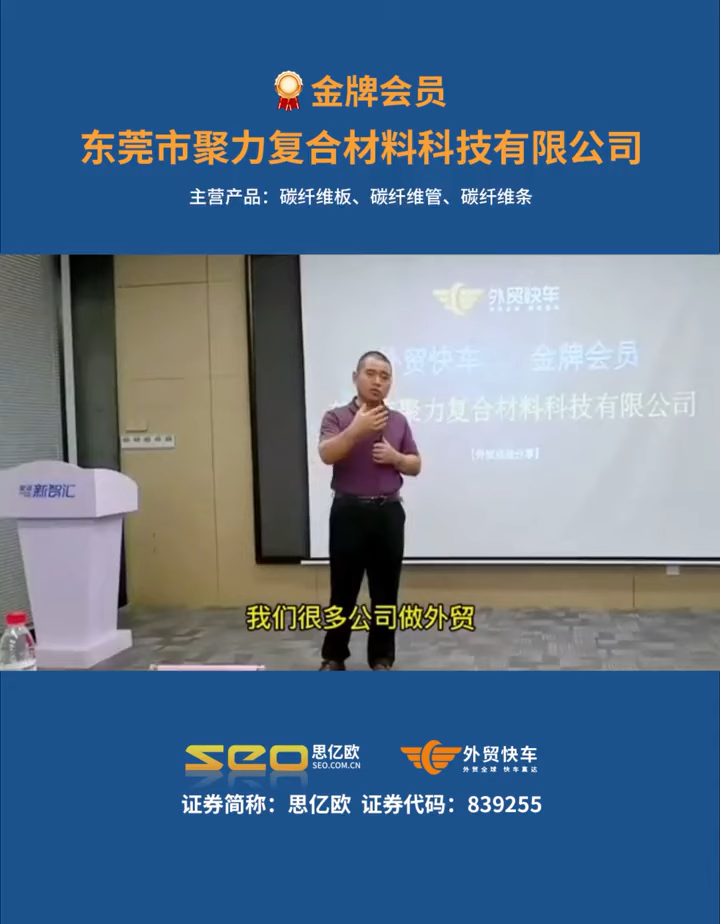 金牌会员
东莞市聚力复合材料科技有限公司
主营产品：碳纤维板、碳纤维管、碳纤维条
外贸快车
外贸快车 金牌会员
聚力复合材料科技有限公司
新智汇
我们很多公司做外贸
seo 思亿欧
SEO.COM.CN
外贸快车
外贸全球 快车直达
证券简称：思亿欧 证券代码：839255